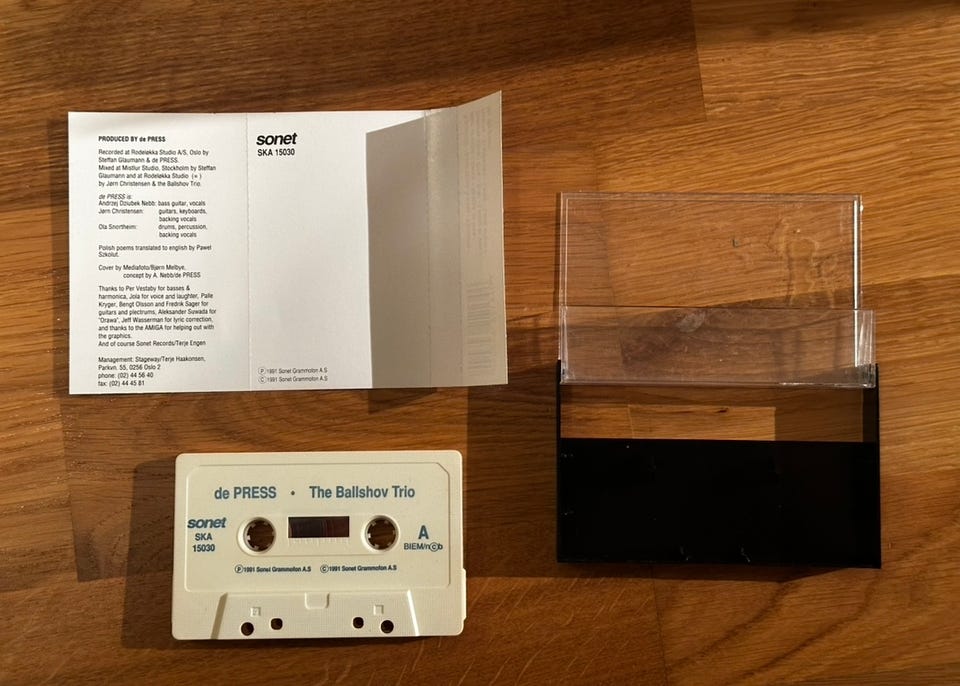 PRODUCED BY de PRESS
Recorded at Rodeløkka Studio A/S, Oslo by
Steffan Glaumann & de PRESS.
Mixed at Mistlur Studio, Stockholm by Steffan
Glaumann and at Rodeløkka Studio
by Jørn Christensen & the Ballshov Trio.
de PRESS is:
Andrzej Dziubek Nebb: bass guitar, vocals
Jørn Christensen: guitars, keyboards,
backing vocals
Ola Snortheim: drums, percussion,
backing vocals
Polish poems translated to english by Pawel
Szkolut.
Cover by Mediafoto/Bjørn Melbye,
concept by A. Nebb/de PRESS
Thanks to Per Vestaby for basses &
harmonica, Jola for voice and laughter, Palle
Kryger, Bengt Olsson and Fredrik Sager for
guitars and plectrums, Aleksander Suwada for
"Orawa", Jeff Wasserman for lyric correction,
and thanks to the AMIGA for helping out with
the graphics.
And of course Sonet Records/Terje Engen
Management: Stageway/Terje Haakonsen,
Parkvn. 55, 0256 Oslo 2
phone: (02) 44 56 40
fax: (02) 44 45 81
sonet
SKA 15030
Ⓟ 1991 Sonet Grammofon A.S
Ⓒ 1991 Sonet Grammofon A.S
de PRESS • The Ballshov Trio
sonet
SKA
15030
A
BIEM/nⒸb
Ⓟ1991 Sonet Grammofon A.S Ⓒ1991 Sonet Grammofon A.S